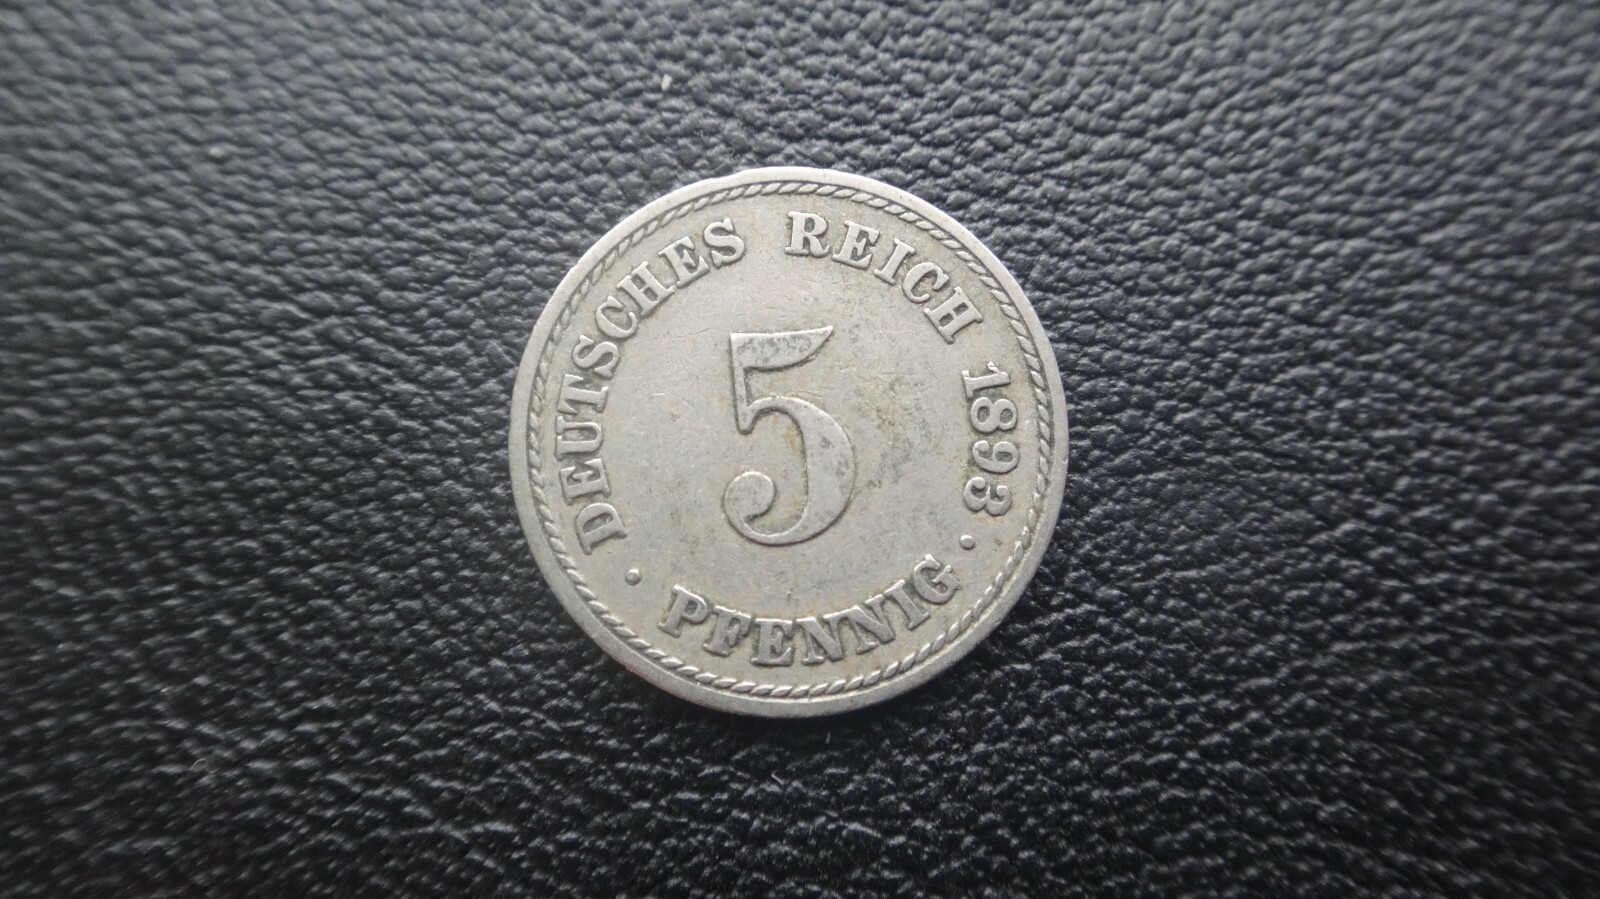 DEUTSCHES REICH 1893
5
· PFENNIG ·